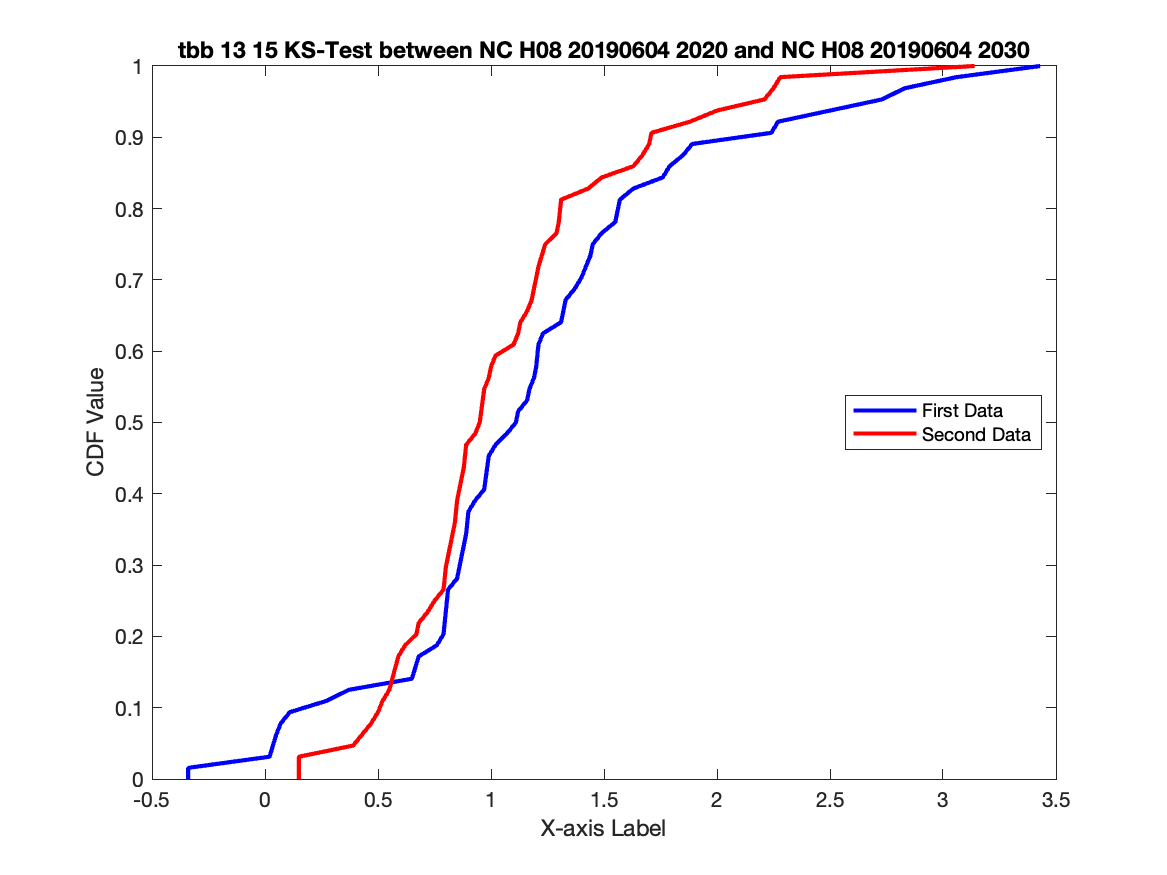 tbb 13 15 KS-Test between NC H08 20190604 2020 and NC H08 20190604 2030
1
0.9
0.8
0.7
0.6
0.5
0.4
0.3
0.2
0.1
0
CDF Value
First Data
Second Data
-0.5 0 0.5 1 1.5 2 2.5 3 3.5
X-axis Label